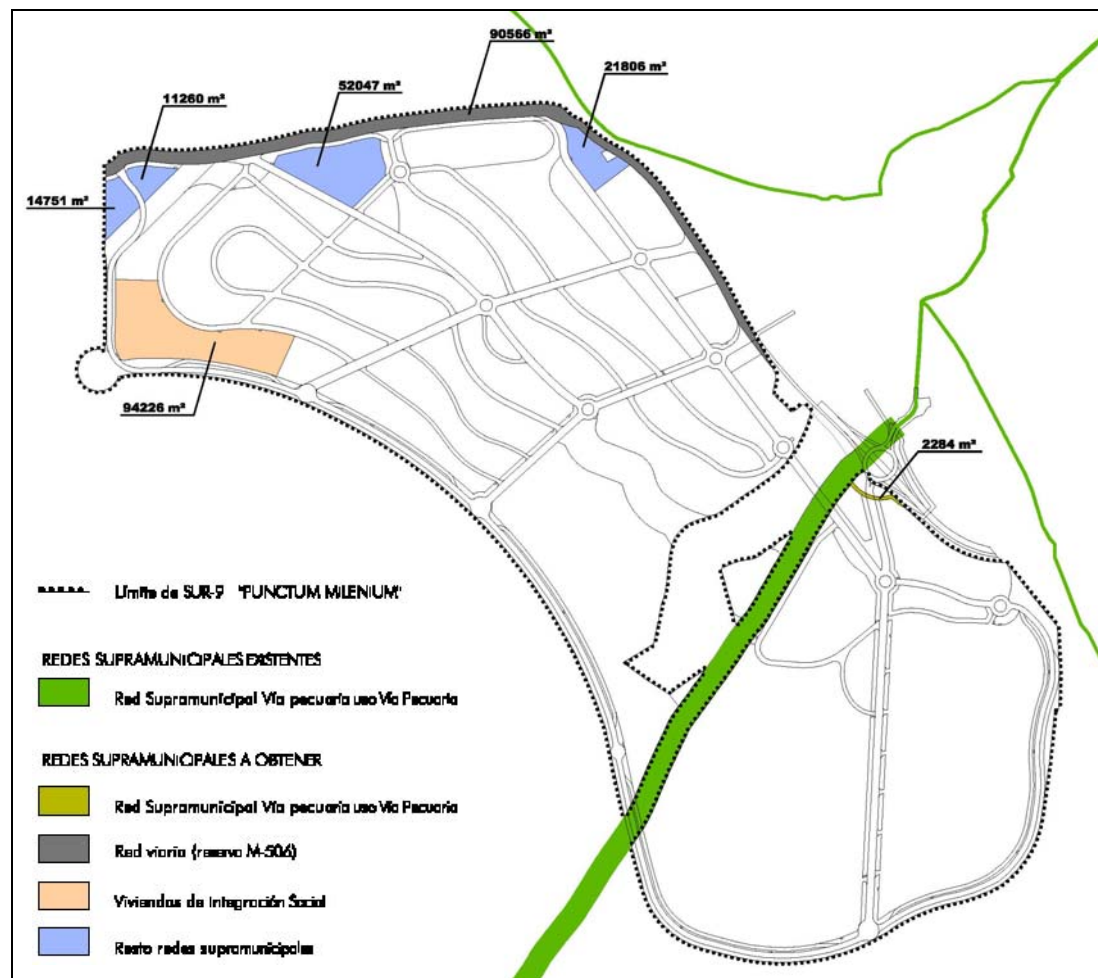 90566 m²
21806 m²
52047 m²
11260 m²
14751 m²
94226 m²
2284 m²
Límite de SUR-9 "PUNCTUM MILENIUM"
REDES SUPRAMUNICIPALES EXISTENTES
Red Supramunicipal Vía pecuaria uso Vía Pecuaria
REDES SUPRAMUNICIPALES A OBTENER
Red Supramunicipal Vía pecuaria uso Vía Pecuaria
Red viaria (reserva M-506)
Viviendas de Integración Social
Resto redes supramunicipales